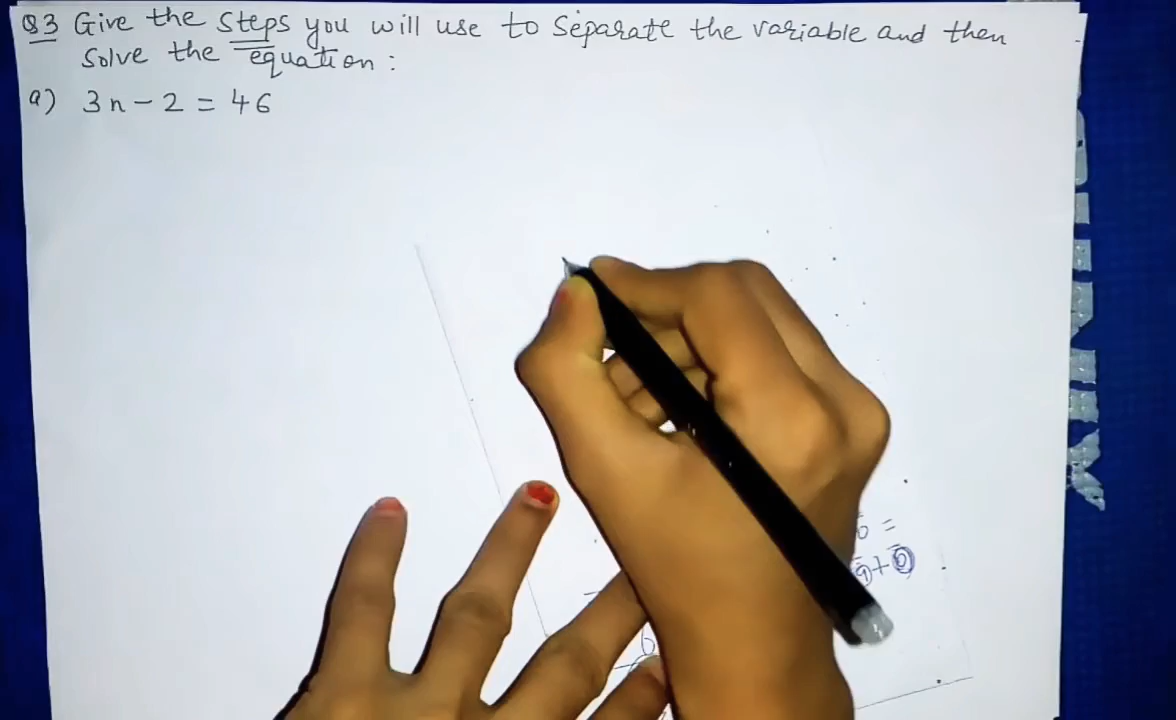 Q3 Give the steps you will use to separate the variable and then
solve the equation :
a) 3n - 2 = 46